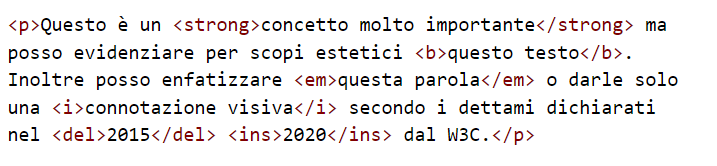 <p>Questo è un <strong>concetto molto importante</strong> ma
posso evidenziare per scopi estetici <b>questo testo</b>.
Inoltre posso enfatizzare <em>questa parola</em> o darle solo
una <i>connotazione visiva</i> secondo i dettami dichiarati
nel <del>2015</del> <ins>2020</ins> dal W3C.</p>